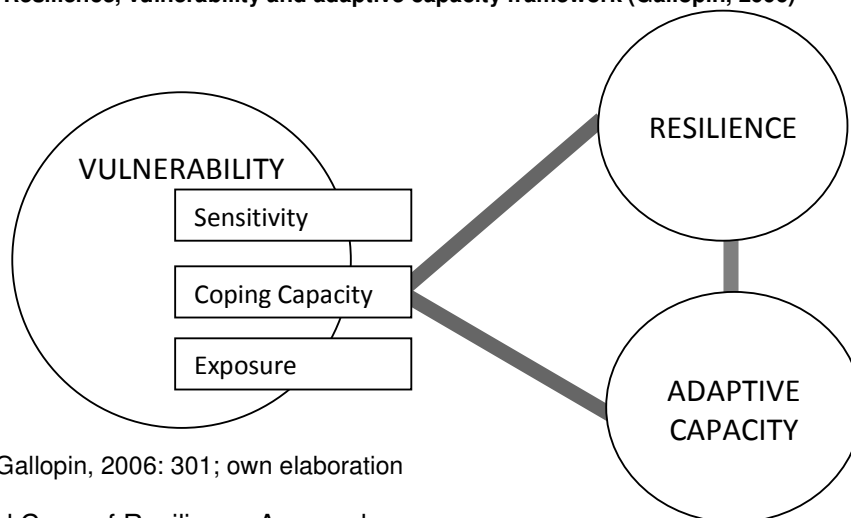 Resilience, vulnerability and adaptive capacity framework (Gallopin, 2006)
VULNERABILITY
Sensitivity
Coping Capacity
Exposure
RESILIENCE
ADAPTIVE
CAPACITY
Gallopin, 2006: 301; own elaboration